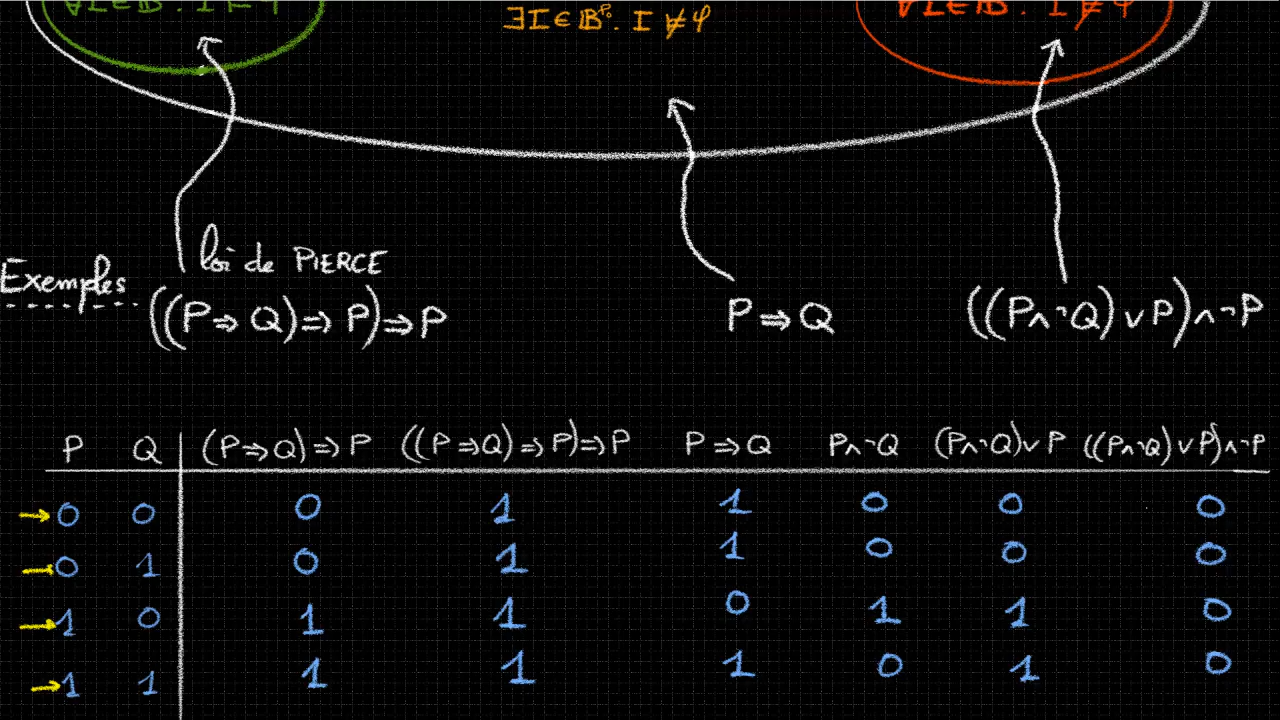 ∃I∈𝔹^P₀. I ⊭ φ
Exemples
loi de PIERCE
((P⇒Q)⇒P)⇒P
P⇒Q
((P∧¬Q)∨P)∧¬P
P Q (P⇒Q)⇒P ((P⇒Q)⇒P)⇒P P⇒Q P∧¬Q (P∧¬Q)∨P ((P∧¬Q)∨P)∧¬P
→0 0 0 1 1 0 0 0
→0 1 0 1 1 0 0 0
→1 0 1 1 0 1 1 0
→1 1 1 1 1 0 1 0